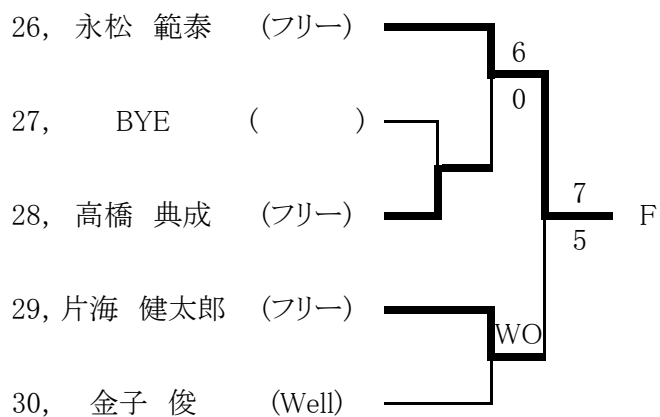 26, 永松 範泰 (フリー)
6
0
27, BYE ( )
28, 高橋 典成 (フリー)
7
5
F
29, 片海 健太郎 (フリー)
WO
30, 金子 俊 (Well)